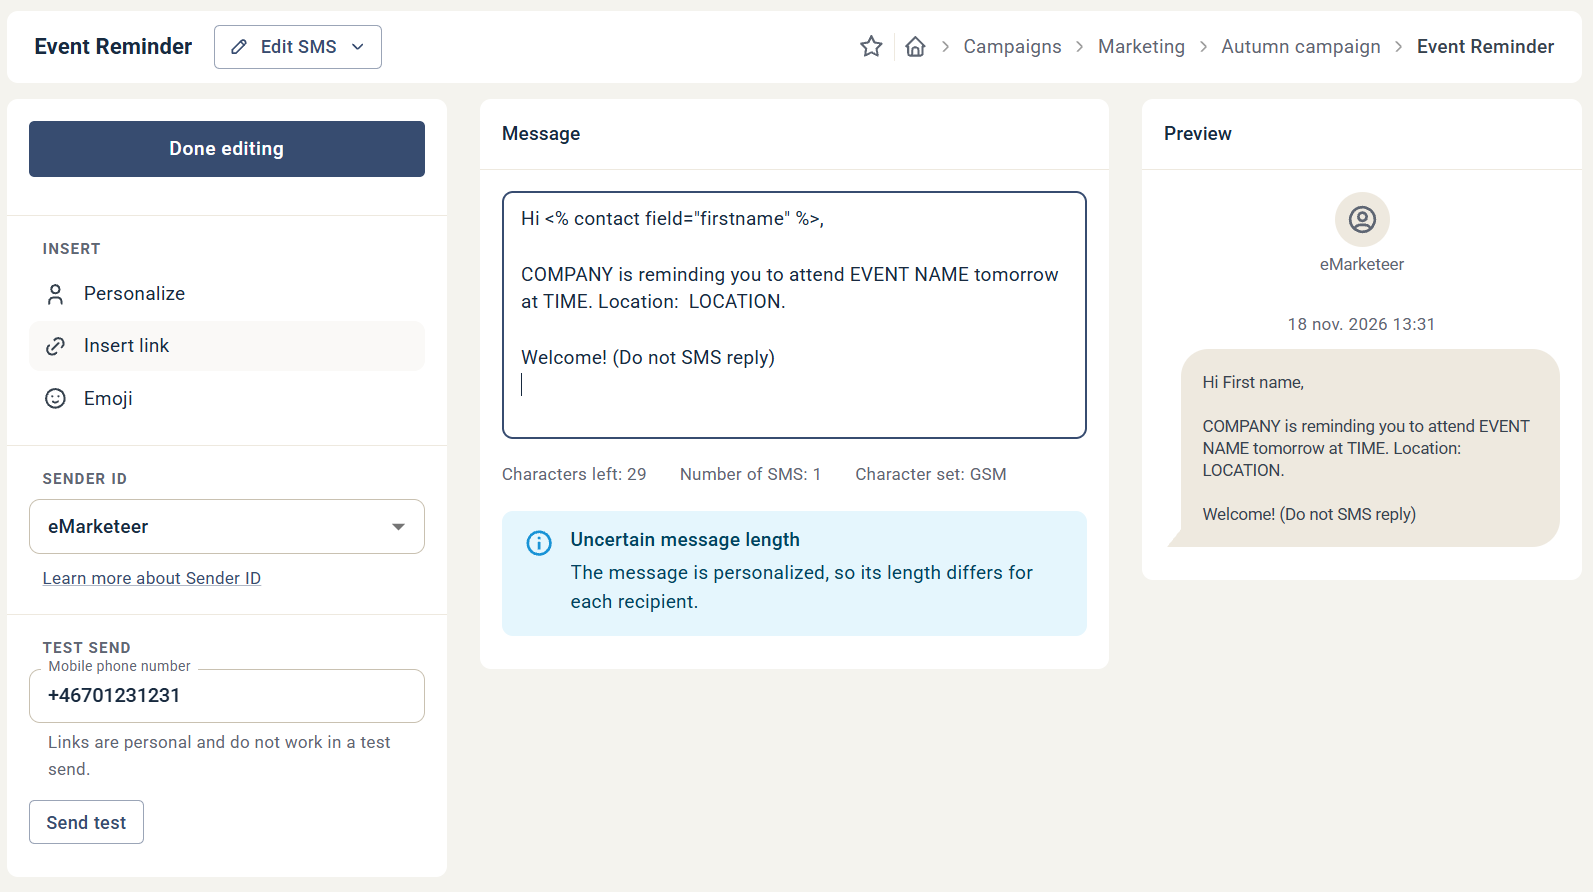 Event Reminder
Edit SMS
Campaigns
Marketing
Autumn campaign
Event Reminder
Done editing
INSERT
Personalize
Insert link
Emoji
SENDER ID
eMarketeer
Learn more about Sender ID
TEST SEND
Mobile phone number
+46701231231
Links are personal and do not work in a test
send.
Send test
Message
Hi <% contact field="firstname" %>,
COMPANY is reminding you to attend EVENT NAME tomorrow
at TIME. Location:  LOCATION.
Welcome! (Do not SMS reply)
Characters left: 29
Number of SMS: 1
Character set: GSM
Uncertain message length
The message is personalized, so its length differs for
each recipient.
Preview
eMarketeer
18 nov. 2026 13:31
Hi First name,
COMPANY is reminding you to attend EVENT
NAME tomorrow at TIME. Location:
LOCATION.
Welcome! (Do not SMS reply)